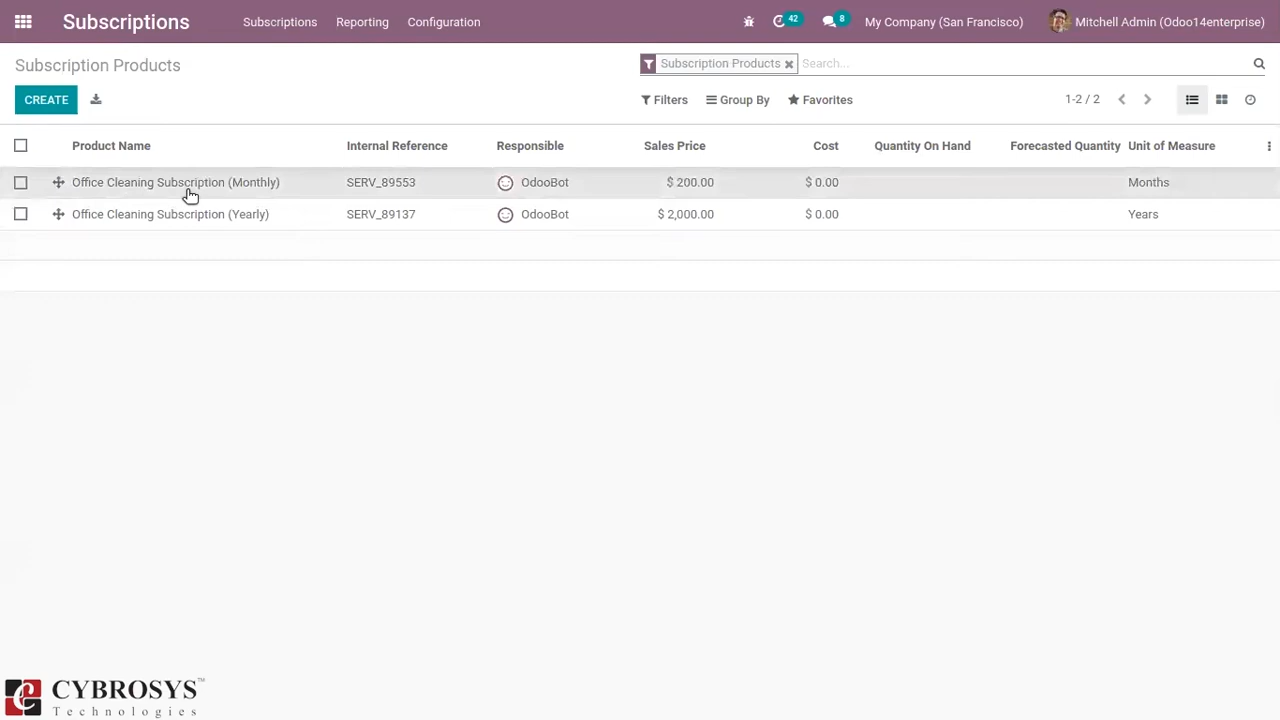 Subscriptions Subscriptions Reporting Configuration 42 8 My Company (San Francisco) Mitchell Admin (Odoo14enterprise)
Subscription Products Subscription Products Search...
CREATE Filters Group By Favorites 1-2 / 2
Product Name Internal Reference Responsible Sales Price Cost Quantity On Hand Forecasted Quantity Unit of Measure
Office Cleaning Subscription (Monthly) SERV_89553 OdooBot $ 200.00 $ 0.00 Months
Office Cleaning Subscription (Yearly) SERV_89137 OdooBot $ 2,000.00 $ 0.00 Years
CYBROSYS™
Technologies